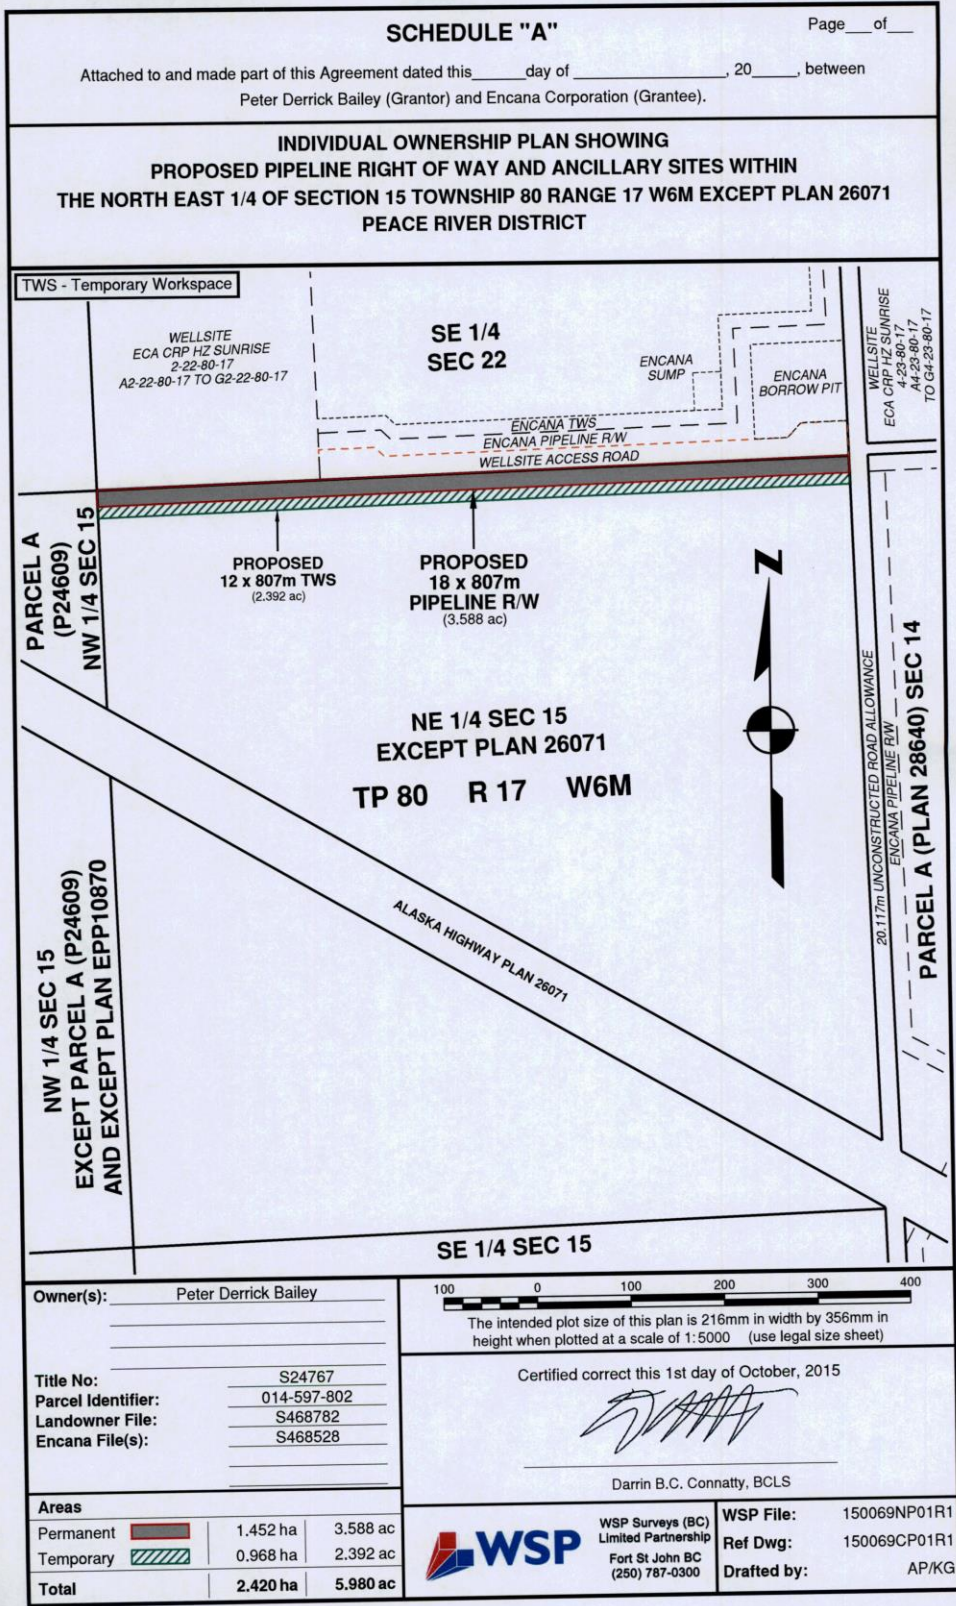 SCHEDULE "A"
Page___of___
Attached to and made part of this Agreement dated this______day of _________________, 20_____, between
Peter Derrick Bailey (Grantor) and Encana Corporation (Grantee).
INDIVIDUAL OWNERSHIP PLAN SHOWING
PROPOSED PIPELINE RIGHT OF WAY AND ANCILLARY SITES WITHIN
THE NORTH EAST 1/4 OF SECTION 15 TOWNSHIP 80 RANGE 17 W6M EXCEPT PLAN 26071
PEACE RIVER DISTRICT
TWS - Temporary Workspace
WELLSITE
ECA CRP HZ SUNRISE
2-22-80-17
A2-22-80-17 TO G2-22-80-17
SE 1/4
SEC 22
ENCANA
SUMP
ENCANA
BORROW PIT
WELLSITE
ECA CRP HZ SUNRISE
4-23-80-17
A4-23-80-17
TO G4-23-80-17
ENCANA TWS
ENCANA PIPELINE R/W
WELLSITE ACCESS ROAD
PARCEL A
(P24609)
NW 1/4 SEC 15
PROPOSED
12 x 807m TWS
(2.392 ac)
PROPOSED
18 x 807m
PIPELINE R/W
(3.588 ac)
N
NE 1/4 SEC 15
EXCEPT PLAN 26071
TP 80 R 17 W6M
20.117m UNCONSTRUCTED ROAD ALLOWANCE
ENCANA PIPELINE R/W
PARCEL A (PLAN 28640) SEC 14
ALASKA HIGHWAY PLAN 26071
NW 1/4 SEC 15
EXCEPT PARCEL A (P24609)
AND EXCEPT PLAN EPP10870
SE 1/4 SEC 15
Owner(s): Peter Derrick Bailey
Title No: S24767
Parcel Identifier: 014-597-802
Landowner File: S468782
Encana File(s): S468528
100 0 100 200 300 400
The intended plot size of this plan is 216mm in width by 356mm in
height when plotted at a scale of 1:5000 (use legal size sheet)
Certified correct this 1st day of October, 2015
Darrin B.C. Connatty, BCLS
Areas
Permanent 1.452 ha 3.588 ac
Temporary 0.968 ha 2.392 ac
Total 2.420 ha 5.980 ac
WSP
WSP Surveys (BC)
Limited Partnership
Fort St John BC
(250) 787-0300
WSP File: 150069NP01R1
Ref Dwg: 150069CP01R1
Drafted by: AP/KG